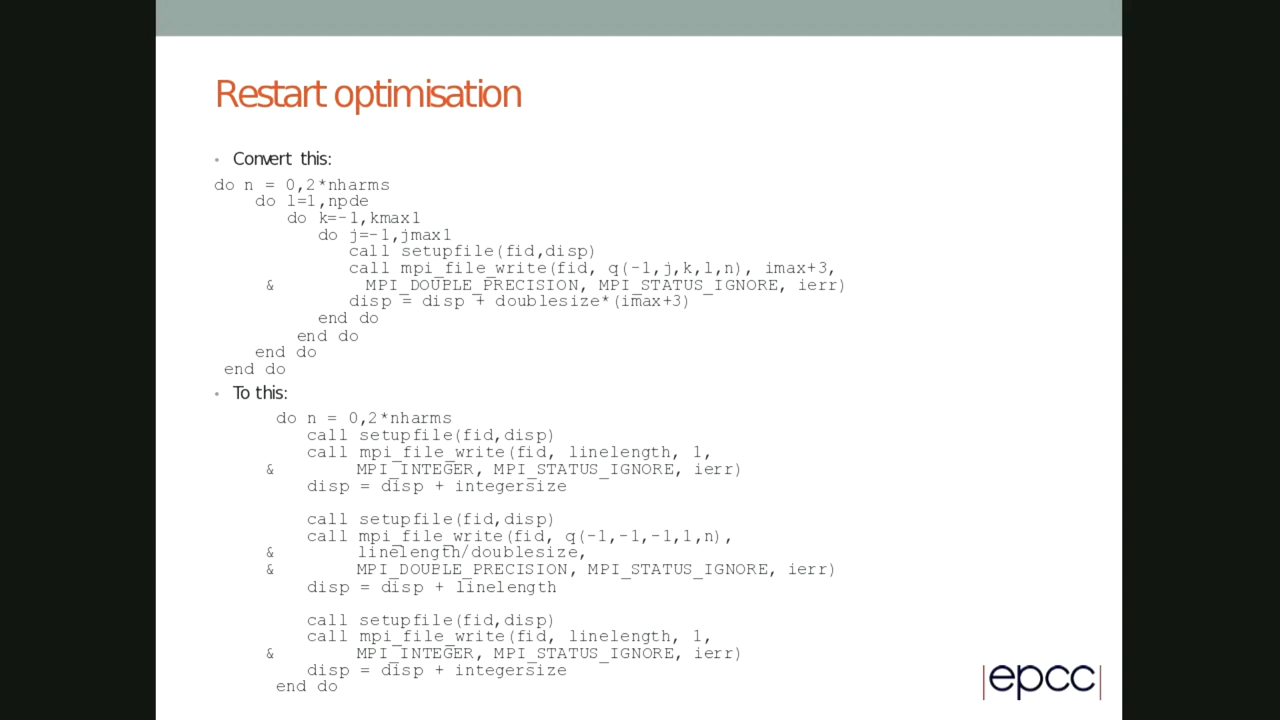 Restart optimisation
• Convert this:
do n = 0,2*nharms
do l=1,npde
do k=-1,kmax1
do j=-1,jmax1
call setupfile(fid,disp)
call mpi_file_write(fid, q(-1,j,k,l,n), imax+3,
& MPI_DOUBLE_PRECISION, MPI_STATUS_IGNORE, ierr)
disp = disp + doublesize*(imax+3)
end do
end do
end do
end do
• To this:
do n = 0,2*nharms
call setupfile(fid,disp)
call mpi_file_write(fid, linelength, 1,
& MPI_INTEGER, MPI_STATUS_IGNORE, ierr)
disp = disp + integersize
call setupfile(fid,disp)
call mpi_file_write(fid, q(-1,-1,-1,1,n),
& linelength/doublesize,
& MPI_DOUBLE_PRECISION, MPI_STATUS_IGNORE, ierr)
disp = disp + linelength
call setupfile(fid,disp)
call mpi_file_write(fid, linelength, 1,
& MPI_INTEGER, MPI_STATUS_IGNORE, ierr)
disp = disp + integersize
end do
epcc